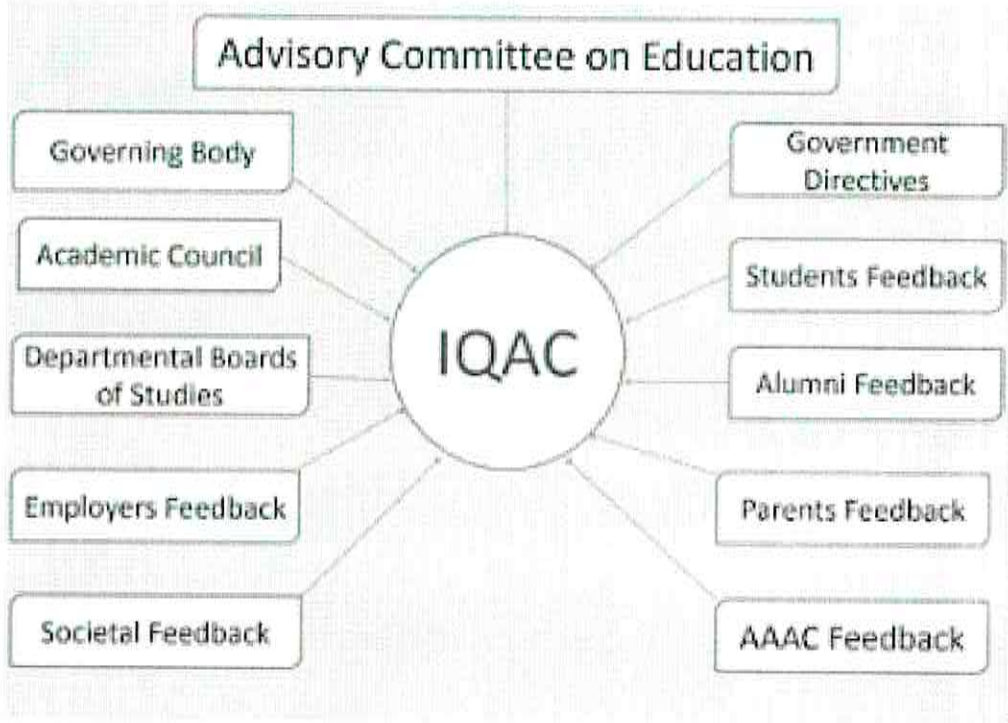 Advisory Committee on Education
Governing Body
Academic Council
Departmental Boards
of Studies
Employers Feedback
Societal Feedback
IQAC
Government
Directives
Students Feedback
Alumni Feedback
Parents Feedback
AAAC Feedback